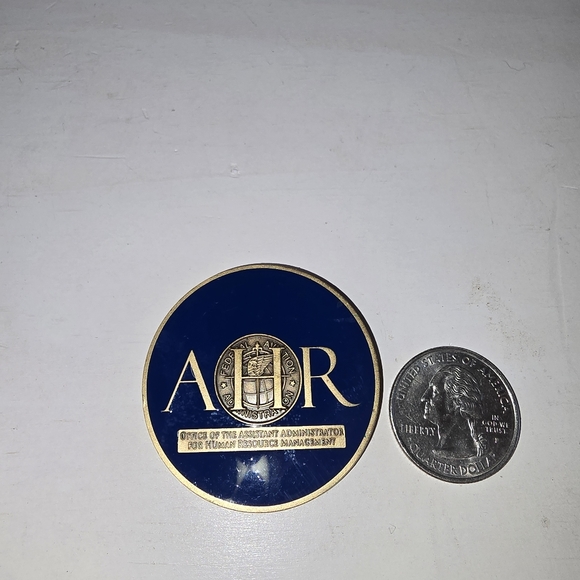 AHR
FEDERAL AVIATION
ADMINISTRATION
OFFICE OF THE ASSISTANT ADMINISTRATOR
FOR HUMAN RESOURCE MANAGEMENT
UNITED STATES OF AMERICA
LIBERTY
IN
GOD WE
TRUST
P
QUARTER DOLLAR